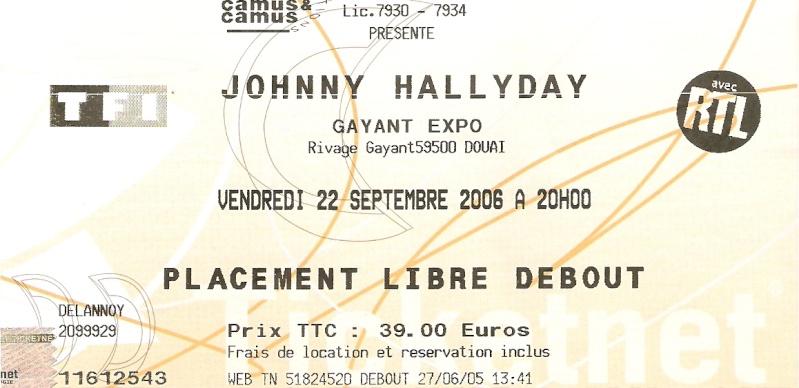 camus&
camus
Lic.7930 - 7934
PRESENTE
TF1
JOHNNY HALLYDAY
avec
RTL
GAYANT EXPO
Rivage Gayant59500 DOUAI
VENDREDI 22 SEPTEMBRE 2006 A 20H00
PLACEMENT LIBRE DEBOUT
DELANNOY
2099929
Prix TTC : 39.00 Euros
Frais de location et reservation inclus
net
11612543
WEB TN 51824520 DEBOUT 27/06/05 13:41
Ticketnet